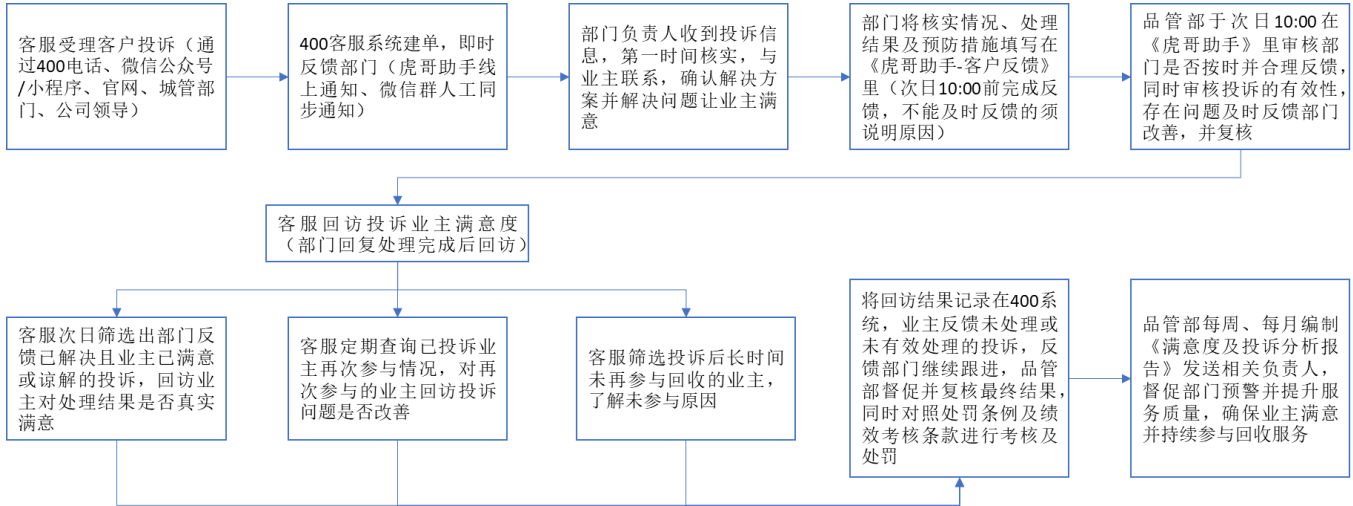 客服受理客户投诉（通
过400电话、微信公众号
/小程序、官网、城管部
门、公司领导）
400客服系统建单，即时
反馈部门（虎哥助手线
上通知、微信群人工同
步通知）
部门负责人收到投诉信
息，第一时间核实，与
业主联系，确认解决方
案并解决问题让业主满
意
部门将核实情况、处理
结果及预防措施填写在
《虎哥助手-客户反馈》
里（次日10:00前完成反
馈，不能及时反馈的须
说明原因）
品管部于次日10:00在
《虎哥助手》里审核部
门是否按时并合理反馈，
同时审核投诉的有效性，
存在问题及时反馈部门
改善，并复核
客服回访投诉业主满意度
（部门回复处理完成后回访）
客服次日筛选出部门反
馈已解决且业主已满意
或谅解的投诉，回访业
主对处理结果是否真实
满意
客服定期查询已投诉业
主再次参与情况，对再
次参与的业主回访投诉
问题是否改善
客服筛选投诉后长时间
未再参与回收的业主，
了解未参与原因
将回访结果记录在400系
统，业主反馈未处理或
未有效处理的投诉，反
馈部门继续跟进，品管
部督促并复核最终结果，
同时对照处罚条例及绩
效考核条款进行考核及
处罚
品管部每周、每月编制
《满意度及投诉分析报
告》发送相关负责人，
督促部门预警并提升服
务质量，确保业主满意
并持续参与回收服务